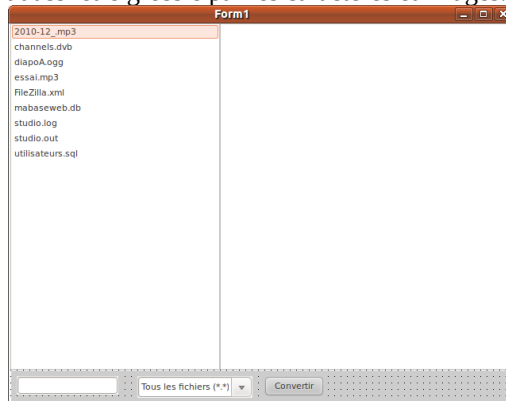 Form1
2010-12_.mp3
channels.dvb
diapoA.ogg
essai.mp3
FileZilla.xml
mabaseweb.db
studio.log
studio.out
utilisateurs.sql
Tous les fichiers (*.*)
Convertir